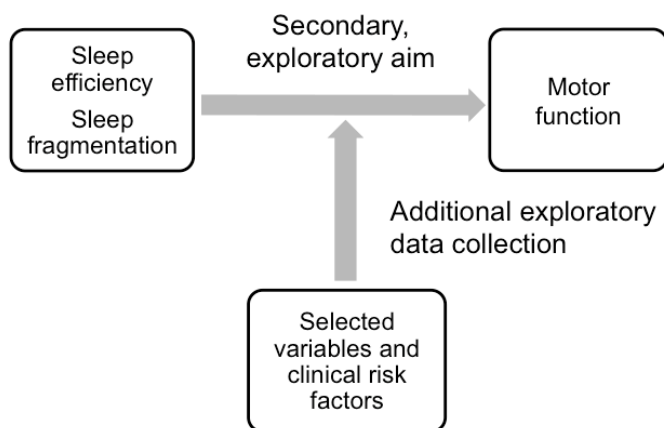 Sleep
efficiency
Sleep
fragmentation
Secondary,
exploratory aim
Motor
function
Additional exploratory
data collection
Selected
variables and
clinical risk
factors